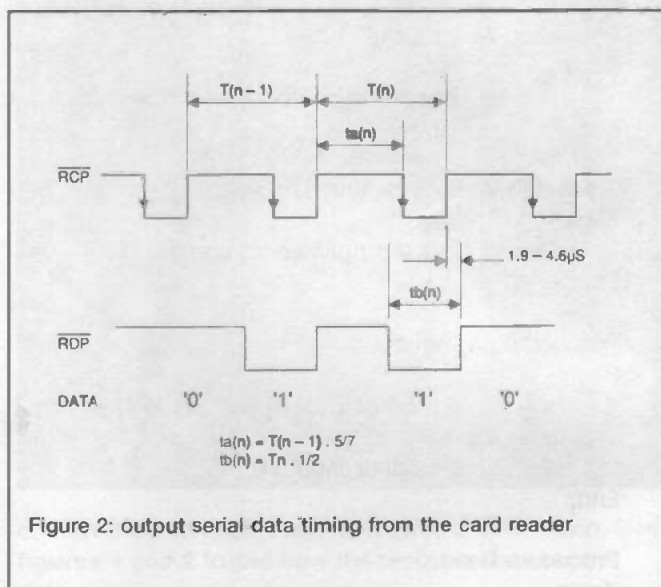 T(n – 1) T(n)
ta(n)
RCP
1.9 – 4.6µS
tb(n)
RDP
DATA '0' '1' '1' '0'
ta(n) = T(n – 1) . 5/7
tb(n) = Tn . 1/2
Figure 2: output serial data timing from the card reader